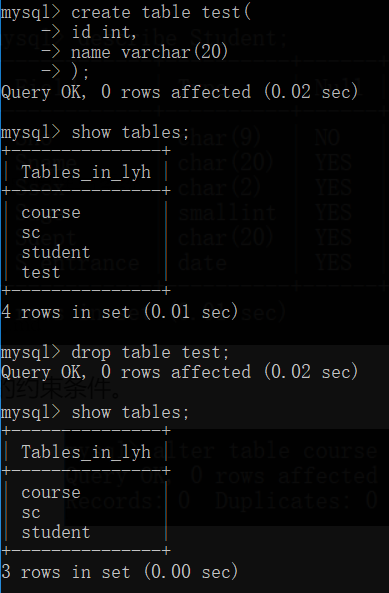 mysql> create table test(
    -> id int,
    -> name varchar(20)
    -> );
Query OK, 0 rows affected (0.02 sec)
mysql> show tables;
+---------------+
| Tables_in_lyh |
+---------------+
| course        |
| sc            |
| student       |
| test          |
+---------------+
4 rows in set (0.01 sec)
mysql> drop table test;
Query OK, 0 rows affected (0.02 sec)
mysql> show tables;
+---------------+
| Tables_in_lyh |
+---------------+
| course        |
| sc            |
| student       |
+---------------+
3 rows in set (0.00 sec)